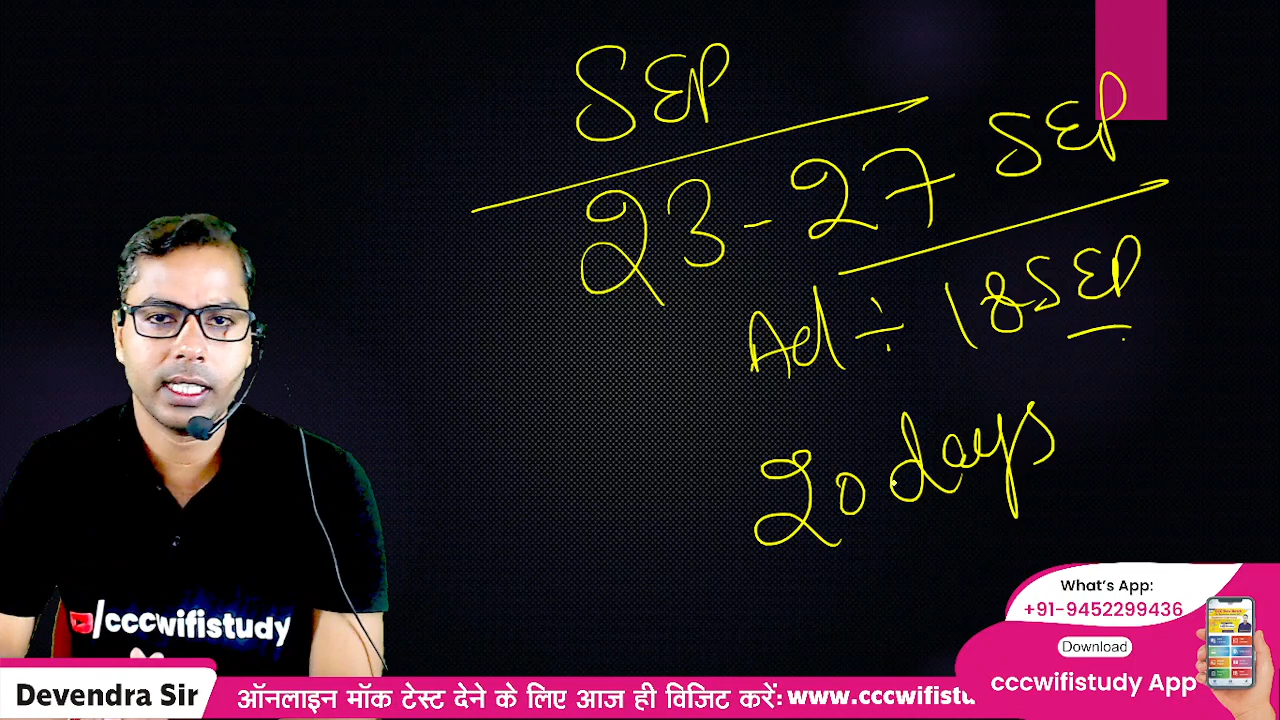 SEP
23-27 SEP
Ad÷ 18 SEP
20 days
/cccwifistudy
What's App:
+91-9452299436
Download
cccwifistudy App
Devendra Sir
ऑनलाइन मॉक टेस्ट देने के लिए आज ही विजिट करें: www.cccwifistu